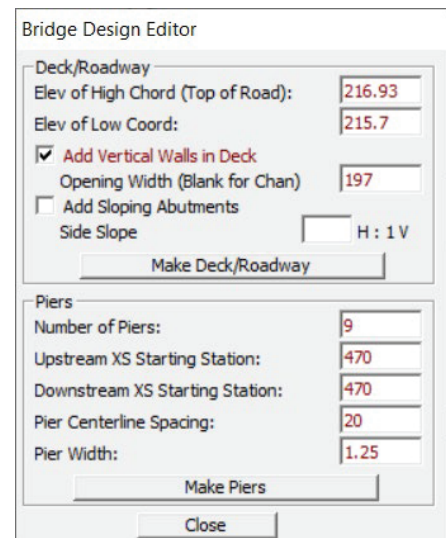 Bridge Design Editor
Deck/Roadway
Elev of High Chord (Top of Road): 216.93
Elev of Low Coord: 215.7
Add Vertical Walls in Deck
Opening Width (Blank for Chan) 197
Add Sloping Abutments
Side Slope H : 1 V
Make Deck/Roadway
Piers
Number of Piers: 9
Upstream XS Starting Station: 470
Downstream XS Starting Station: 470
Pier Centerline Spacing: 20
Pier Width: 1.25
Make Piers
Close